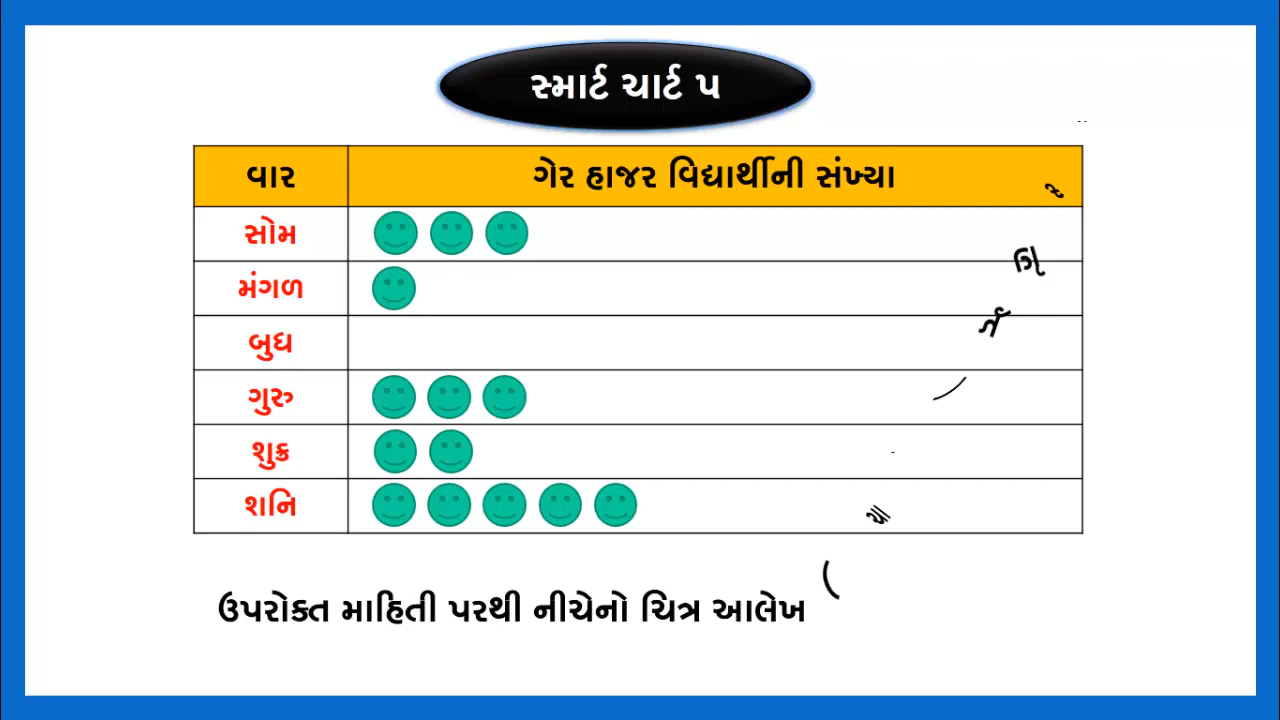 સ્માર્ટ ચાર્ટ ૫
વાર ગેર હાજર વિદ્યાર્થીની સંખ્યા
સોમ
મંગળ
બુધ
ગુરુ
શુક્ર
શનિ
ઉપરોક્ત માહિતી પરથી નીચેનો ચિત્ર આલેખ